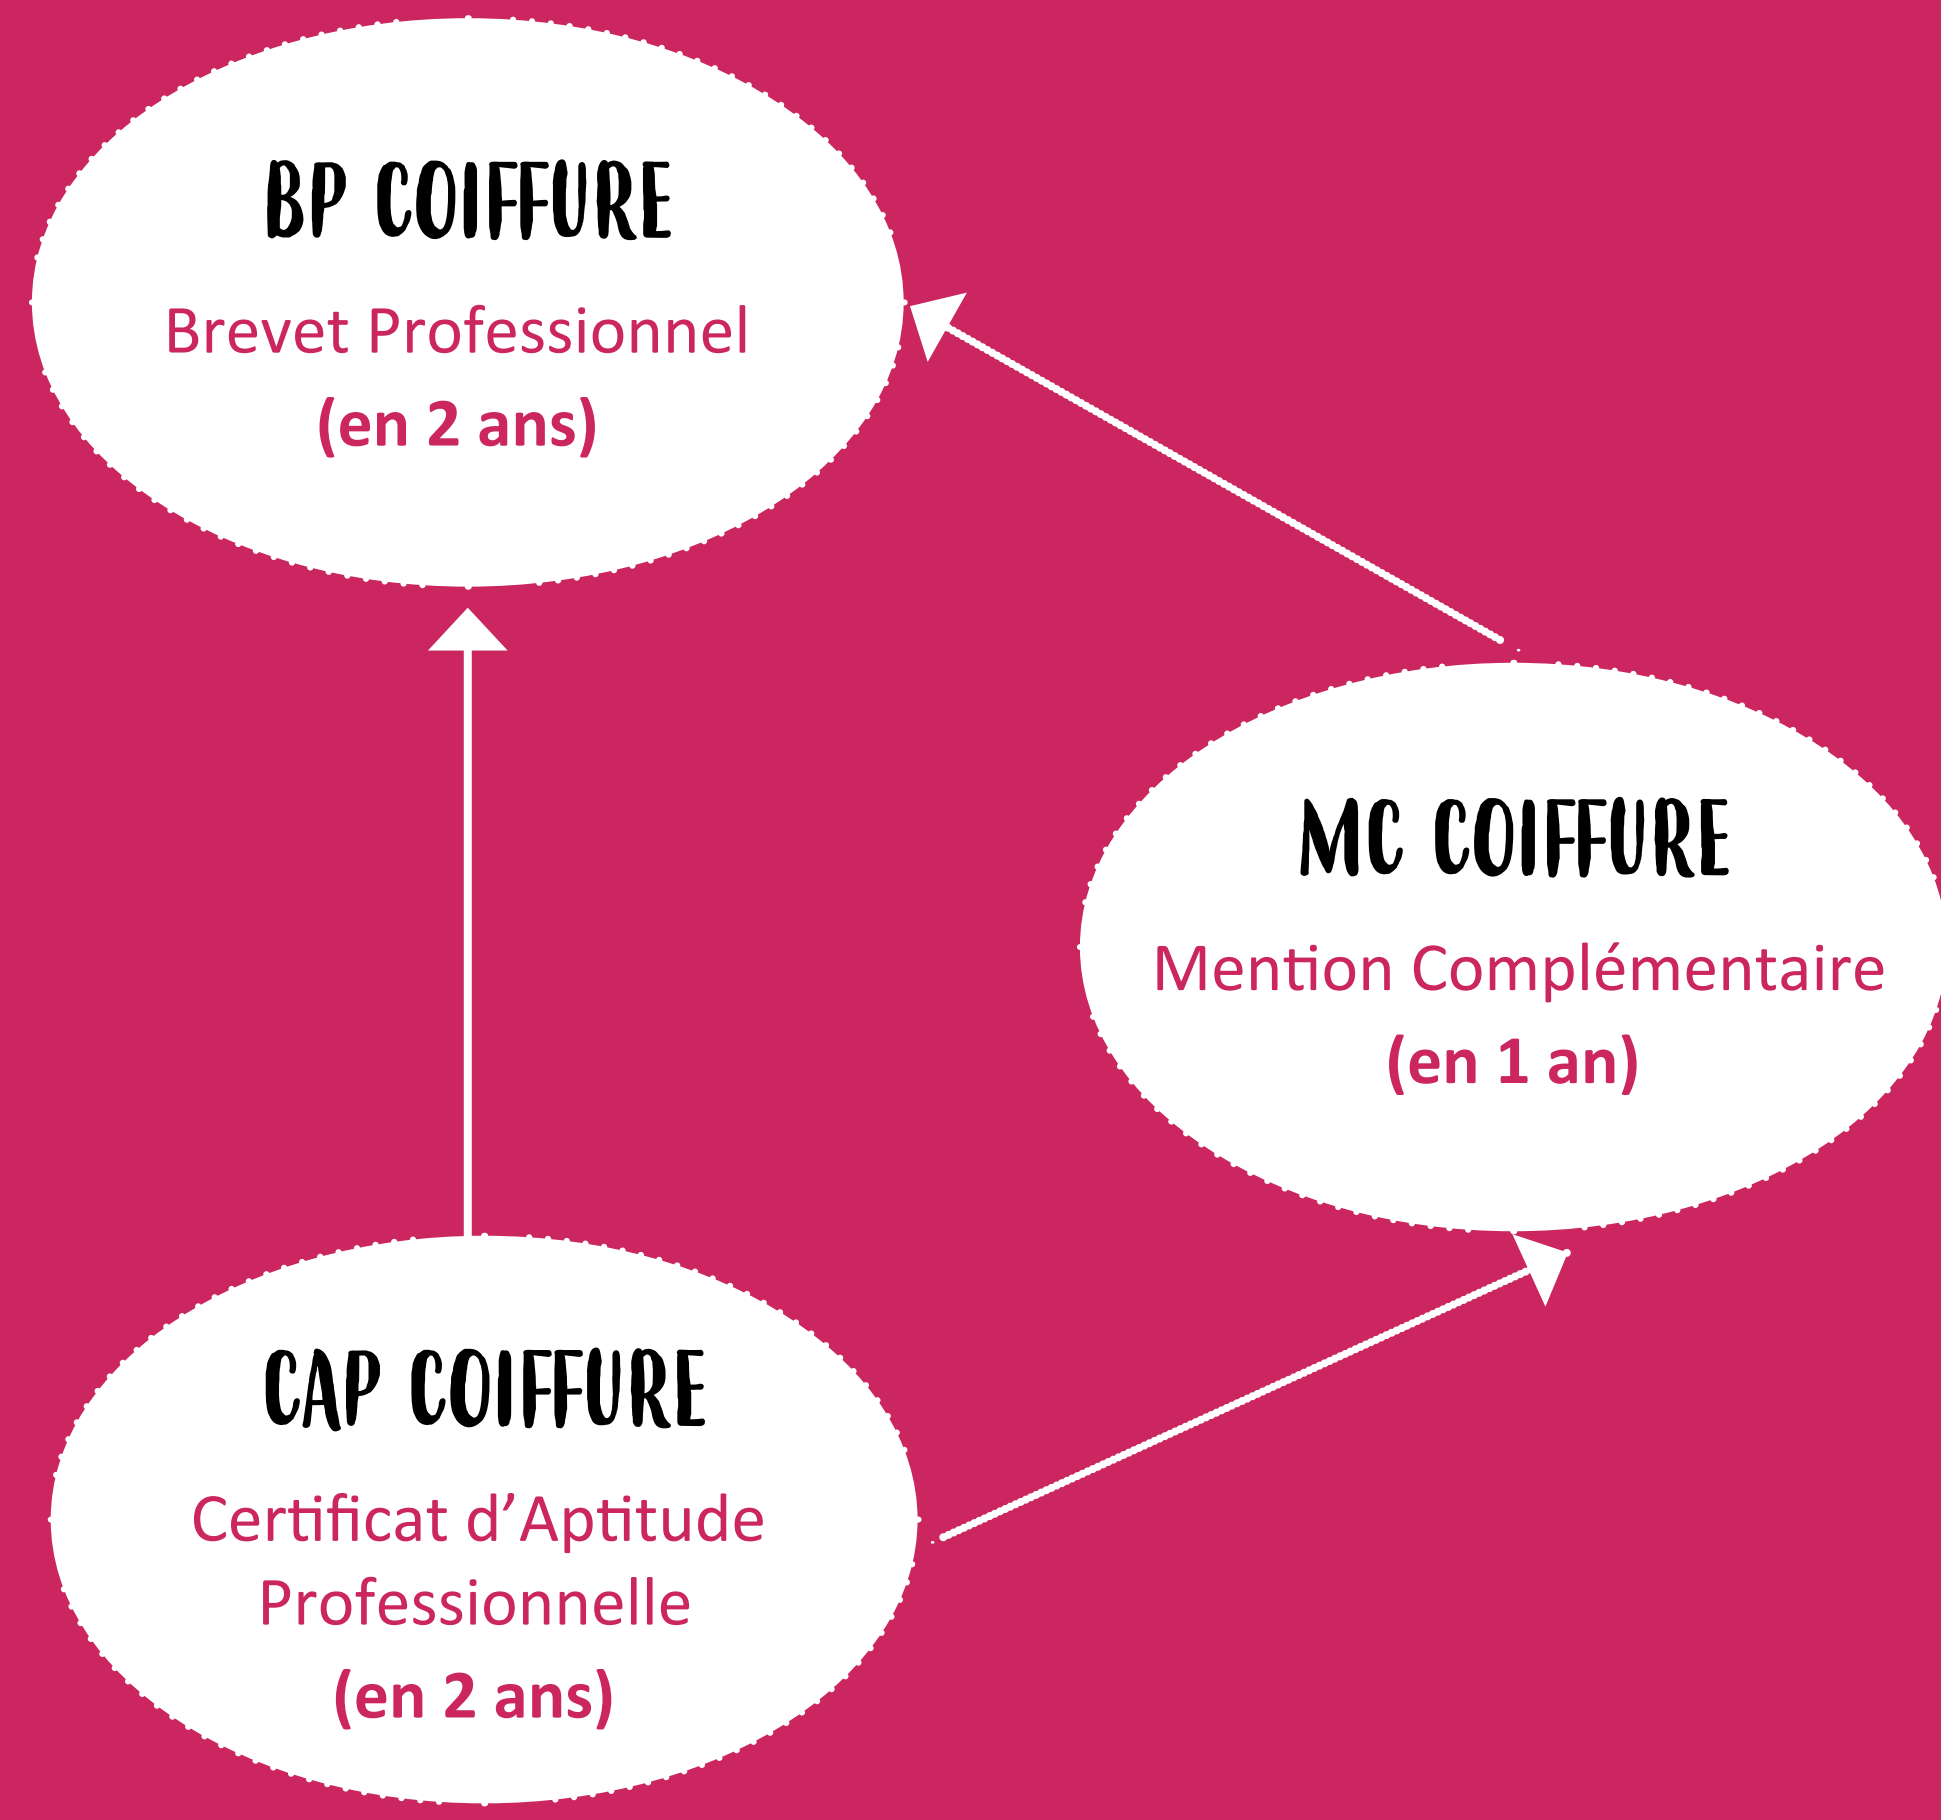 BP COIFFURE
Brevet Professionnel
(en 2 ans)
MC COIFFURE
Mention Complémentaire
(en 1 an)
CAP COIFFURE
Certificat d’Aptitude
Professionnelle
(en 2 ans)